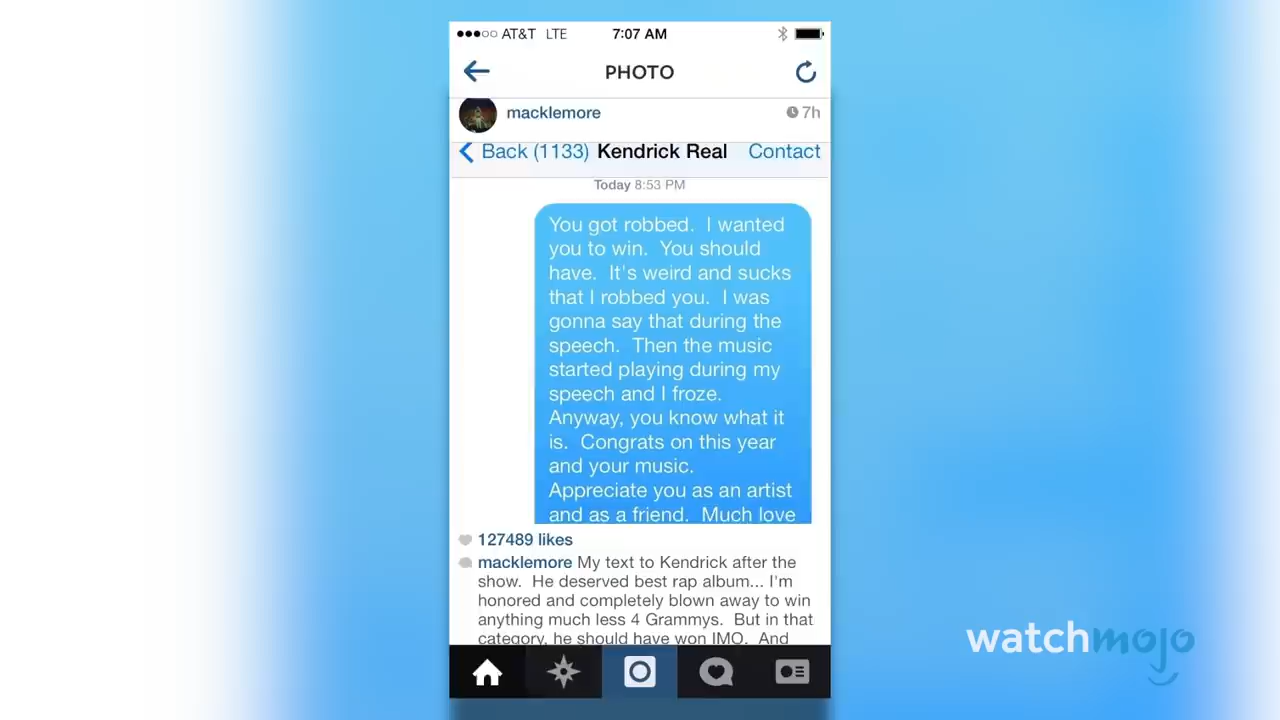 AT&T LTE 7:07 AM
PHOTO
macklemore 7h
Back (1133) Kendrick Real Contact
Today 8:53 PM
You got robbed. I wanted
you to win. You should
have. It's weird and sucks
that I robbed you. I was
gonna say that during the
speech. Then the music
started playing during my
speech and I froze.
Anyway, you know what it
is. Congrats on this year
and your music.
Appreciate you as an artist
and as a friend. Much love
127489 likes
macklemore My text to Kendrick after the
show. He deserved best rap album... I'm
honored and completely blown away to win
anything much less 4 Grammys. But in that
category, he should have won IMO. And
watchmojo